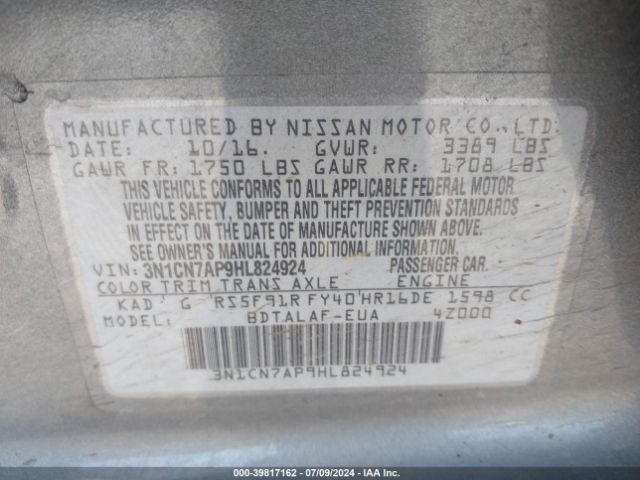 MANUFACTURED BY NISSAN MOTOR CO., LTD.
DATE: 10/16. GVWR: 3389 LBS
GAWR FR: 1750 LBS GAWR RR: 1708 LBS
THIS VEHICLE CONFORMS TO ALL APPLICABLE FEDERAL MOTOR
VEHICLE SAFETY, BUMPER AND THEFT PREVENTION STANDARDS
IN EFFECT ON THE DATE OF MANUFACTURE SHOWN ABOVE.
SEE OWNER'S MANUAL FOR ADDITIONAL INFORMATION.
VIN: 3N1CN7AP9HL824924 PASSENGER CAR.
COLOR TRIM TRANS AXLE ENGINE
KAD G RS5F91R FY40 HR16DE 1598 CC
MODEL: BDTALAF-EUA 4Z000
3N1CN7AP9HL824924
000-39817162 - 07/09/2024 - IAA Inc.